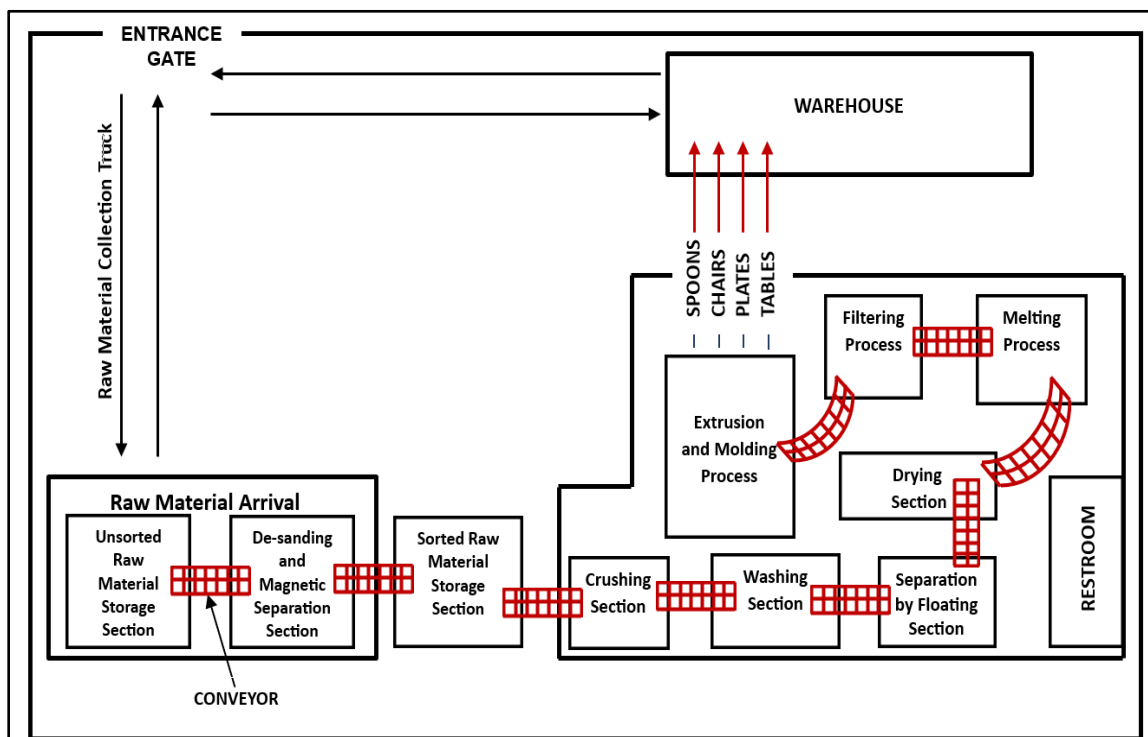 ENTRANCE
GATE
WAREHOUSE
Raw Material Collection Truck
SPOONS
CHAIRS
PLATES
TABLES
Filtering
Process
Melting
Process
Extrusion
and Molding
Process
Drying
Section
RESTROOM
Raw Material Arrival
Unsorted
Raw
Material
Storage
Section
De-sanding
and
Magnetic
Separation
Section
Sorted Raw
Material
Storage
Section
Crushing
Section
Washing
Section
Separation
by Floating
Section
CONVEYOR